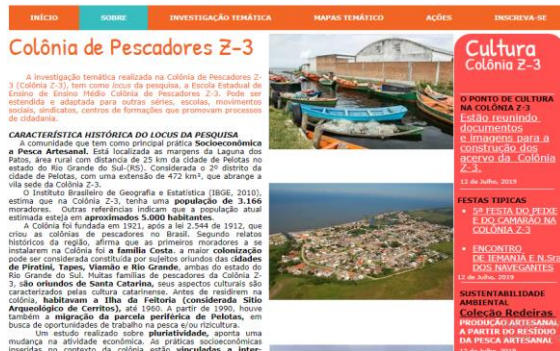 INÍCIO
SOBRE
INVESTIGAÇÃO TEMÁTICA
MAPAS TEMÁTICO
AÇÕES
INSCREVA-SE
Colônia de Pescadores Z-3
A investigação temática realizada na Colônia de Pescadores Z-
3 (Colônia Z-3), tem como locus da pesquisa, a Escola Estadual de
Ensino de Ensino Médio Colônia de Pescadores Z-3. Pode ser
estendida e adaptada para outras séries, escolas, movimentos
sociais, sindicatos, centros de formações que promovam processos
de cidadania.
CARACTERÍSTICA HISTÓRICA DO LOCUS DA PESQUISA
A comunidade que tem como principal prática Socioeconômica
a Pesca Artesanal. Está localizada as margens da Laguna dos
Patos, área rural com distancia de 25 km da cidade de Pelotas no
estado do Rio Grande do Sul-(RS). Considerada o 2º distrito da
cidade de Pelotas, com uma extensão de 472 km², que abrange a
vila sede da Colônia Z-3.
O Instituto Brasileiro de Geografia e Estatística (IBGE, 2010),
estima que na Colônia Z-3, tenha uma população de 3.166
moradores. Outras referências indicam que a população atual
estimada esteja em aproximados 5.000 habitantes.
A Colônia foi fundada em 1921, após a lei 2.544 de 1912, que
criou as colônias de pescadores no Brasil. Segundo relatos
históricos da região, afirma que os primeiros moradores a se
instalarem na Colônia foi a família Costa. a maior colonização
pode ser considerada constituída por sujeitos oriundos das cidades
de Piratini, Tapes, Viamão e Rio Grande, ambas do estado do
Rio Grande do Sul. Muitas famílias de pescadores da Colônia Z-
3, são oriundos de Santa Catarina, seus aspectos culturais são
caracterizados pelas cultura catarinense. Antes de residirem na
colônia, habitavam a Ilha da Feitoria (considerada Sitio
Arqueológico de Cerritos), até 1960. A partir de 1990, houve
também a migração da parcela periférica de Pelotas, em
busca de oportunidades de trabalho na pesca e/ou rizicultura.
Um estudo realizado sobre pluriatividade, aponta uma
mudança na atividade econômica. As práticas socioeconômicas
inseridas no contexto da colônia estão vinculadas a inter-
Cultura
Colônia Z-3
O PONTO DE CULTURA
NA COLÔNIA Z-3
Estão reunindo
documentos
e Imagens para a
construção dos
acervo da Colônia
Z-3.
12 de Julho, 2019
FESTAS TIPICAS
5ª FESTA DO PEIXE
E DO CAMARÃO NA
COLÔNIA Z-3
ENCONTRO
DE IEMANJÁ E N.Sra
DOS NAVEGANTES
12 de Julho, 2019
SUSTENTABILIDADE
AMBIENTAL
Coleção Redeiras
PRODUÇÃO ARTESANAL
A PARTIR DO RESÍDUO
DA PESCA ARTESANAL
12 de Julho, 2019